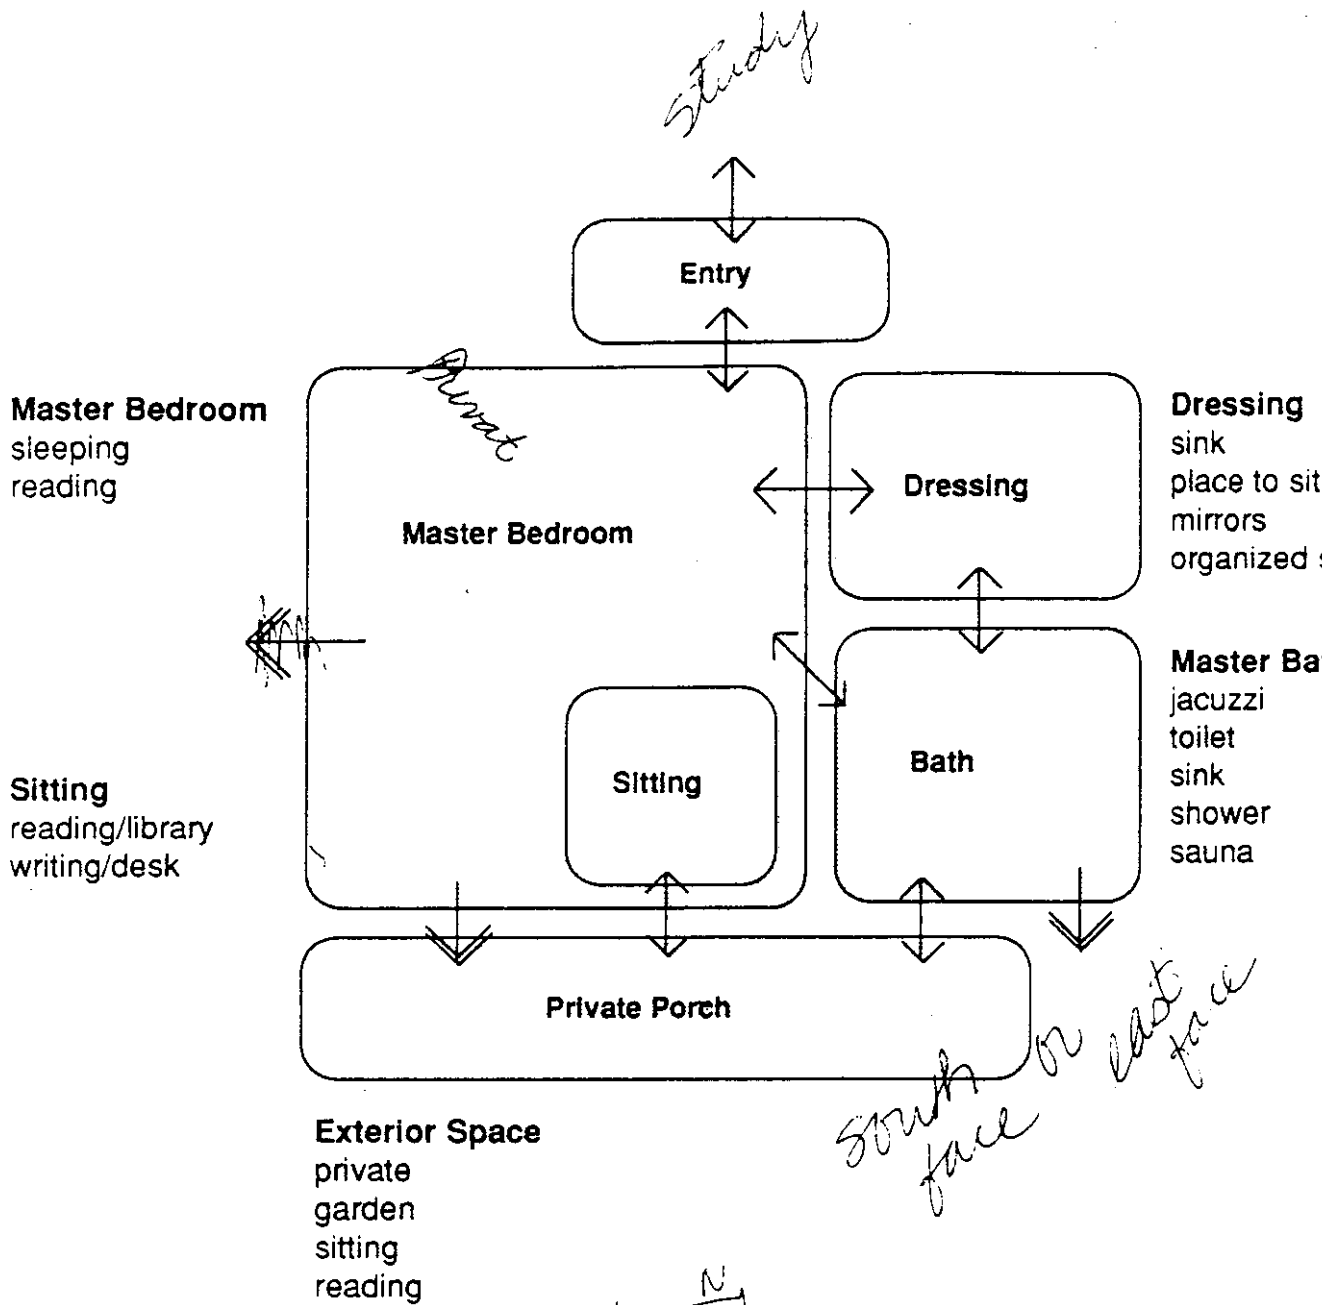 Study
Entry
Privat
Master Bedroom
sleeping
reading
Master Bedroom
Dressing
Dressing
sink
place to sit
mirrors
organized s
Sitting
reading/library
writing/desk
Sitting
Bath
Master Ba
jacuzzi
toilet
sink
shower
sauna
Private Porch
South face or east face
Exterior Space
private
garden
sitting
reading
N